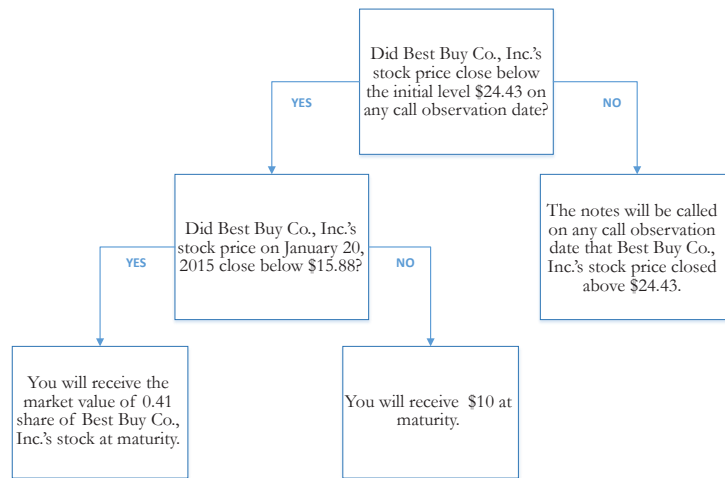 Did Best Buy Co., Inc.'s
stock price close below
the initial level $24.43 on
any call observation date?
YES
NO
Did Best Buy Co., Inc.'s
stock price on January 20,
2015 close below $15.88?
The notes will be called
on any call observation
date that Best Buy Co.,
Inc.'s stock price closed
above $24.43.
YES
NO
You will receive the
market value of 0.41
share of Best Buy Co.,
Inc.'s stock at maturity.
You will receive $10 at
maturity.